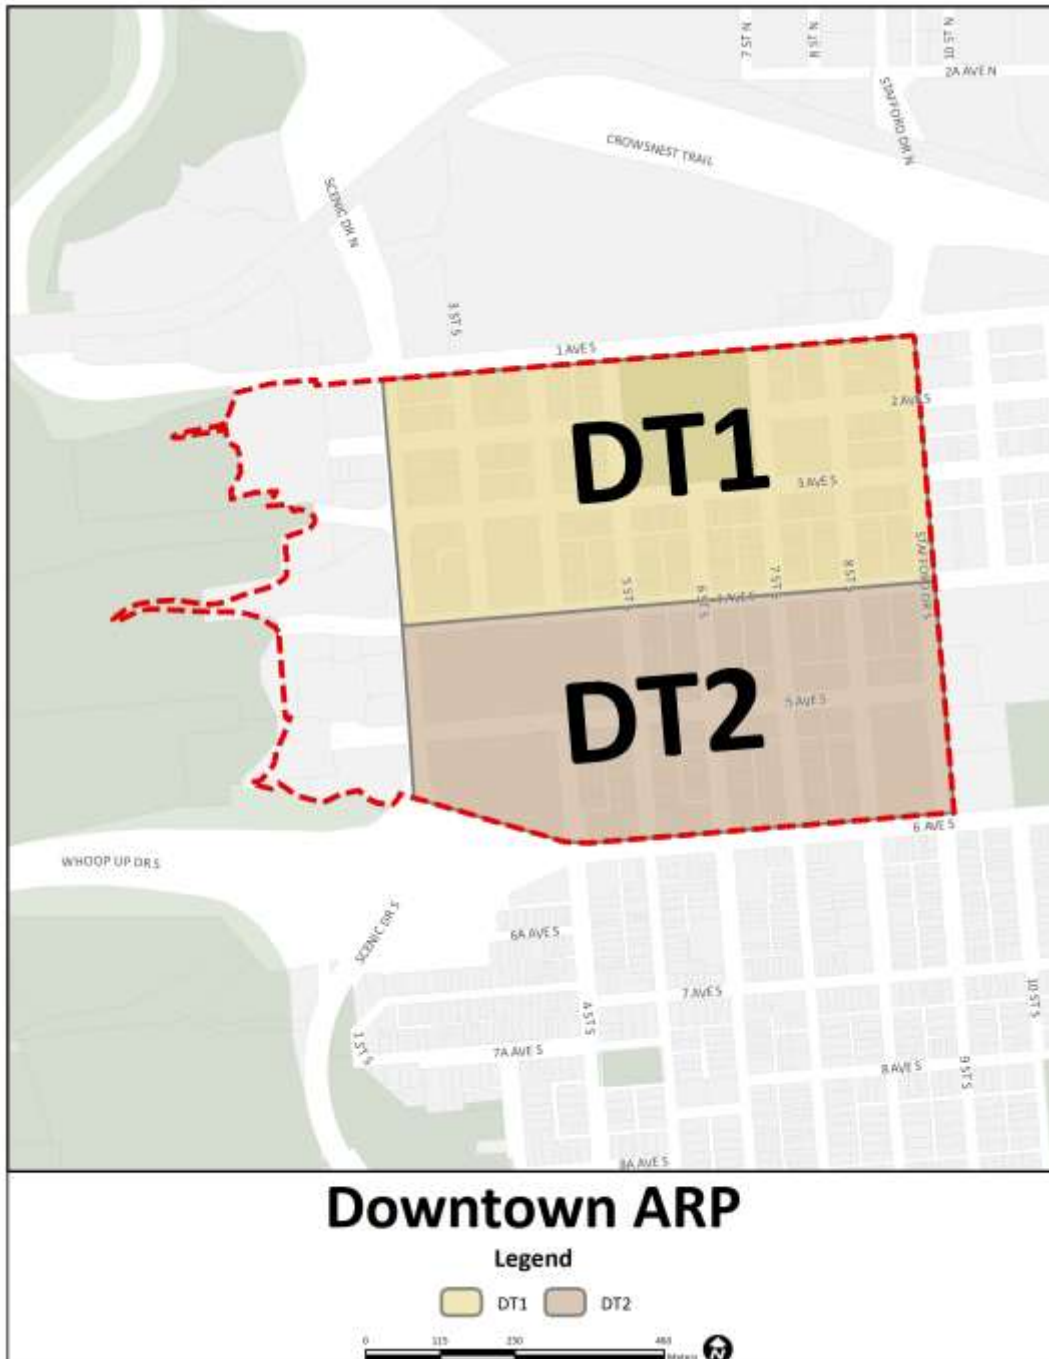 7 ST N
8 ST N
10 ST N
2A AVE N
STAFFORD DR N
CROWSNEST TRAIL
SCENIC DR N
3 ST S
1 AVE S
2 AVE S
DT1
3 AVE S
STAFFORD DR S
5 ST S
6 ST S
7 ST S
8 ST S
4 AVE S
DT2
5 AVE S
6 AVE S
WHOOP UP DR S
SCENIC DR S
6A AVE S
7 AVE S
4 ST S
10 ST S
1 ST S
7A AVE S
8 AVE S
9 ST S
8A AVE S
Downtown ARP
Legend
DT1 DT2
0 115 230 460
Meters
N